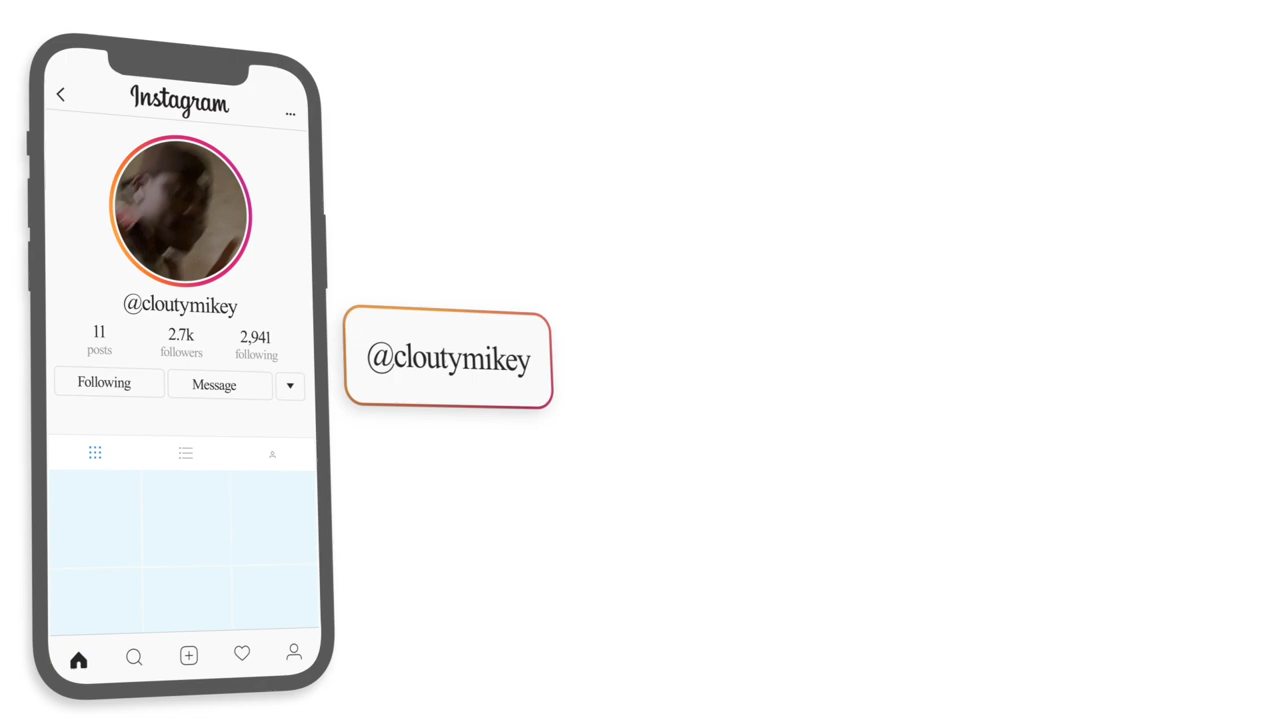 Instagram
@cloutymikey
11 2.7k 2,941
posts followers following
Following Message
@cloutymikey